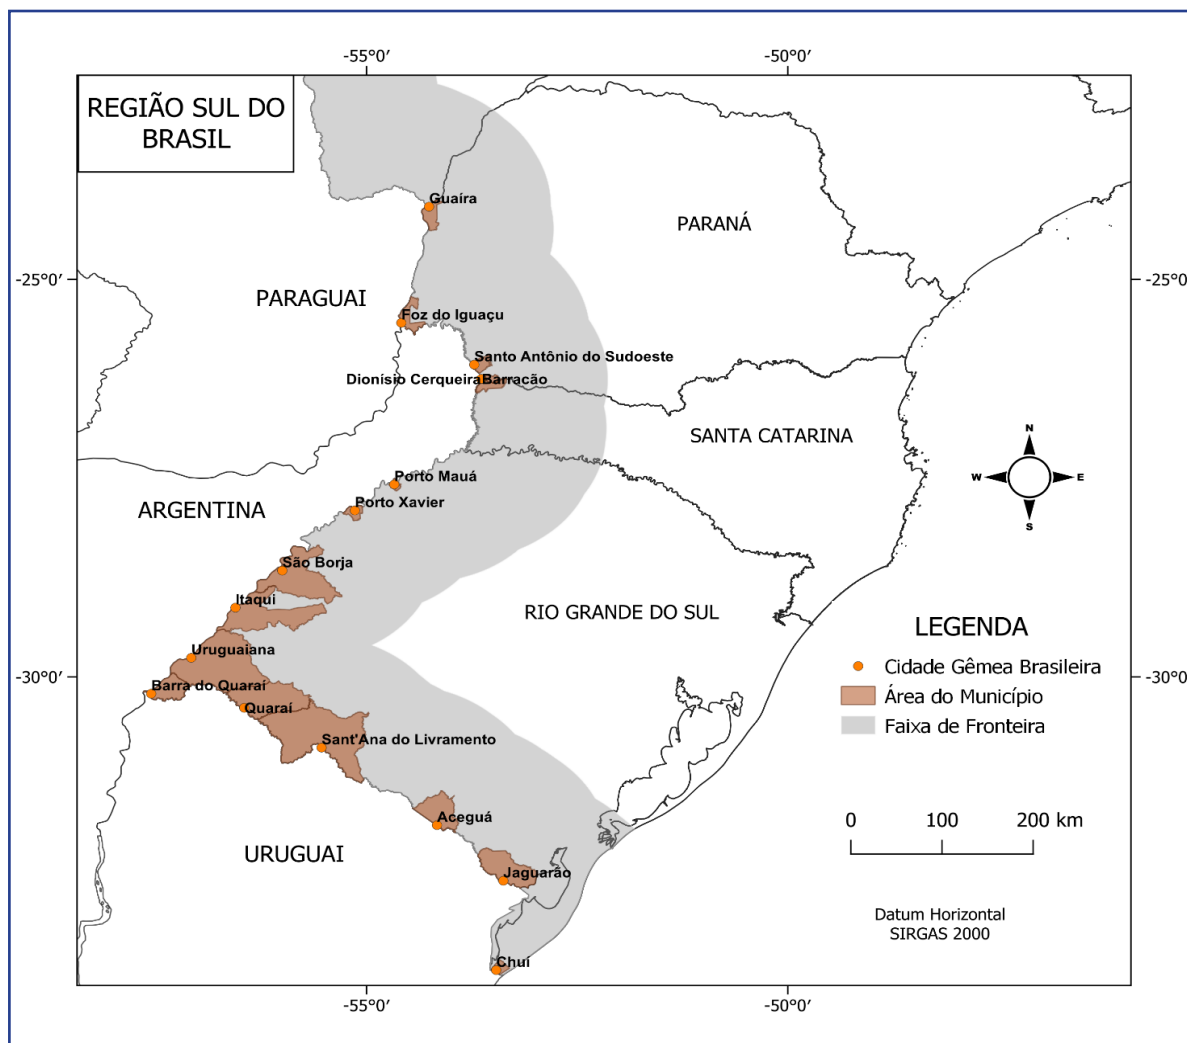 -55°0′
-50°0′
REGIÃO SUL DO
BRASIL
Guaíra
PARANÁ
-25°0′
-25°0′
PARAGUAI
Foz do Iguaçu
Santo Antônio do Sudoeste
Dionísio Cerqueira
Barracão
SANTA CATARINA
N
W
E
S
Porto Mauá
Porto Xavier
ARGENTINA
São Borja
Itaqui
RIO GRANDE DO SUL
LEGENDA
Uruguaiana
Cidade Gêmea Brasileira
-30°0′
-30°0′
Barra do Quaraí
Área do Município
Quaraí
Faixa de Fronteira
Sant'Ana do Livramento
Aceguá
0
100
200 km
URUGUAI
Jaguarão
Datum Horizontal
SIRGAS 2000
Chuí
-55°0′
-50°0′